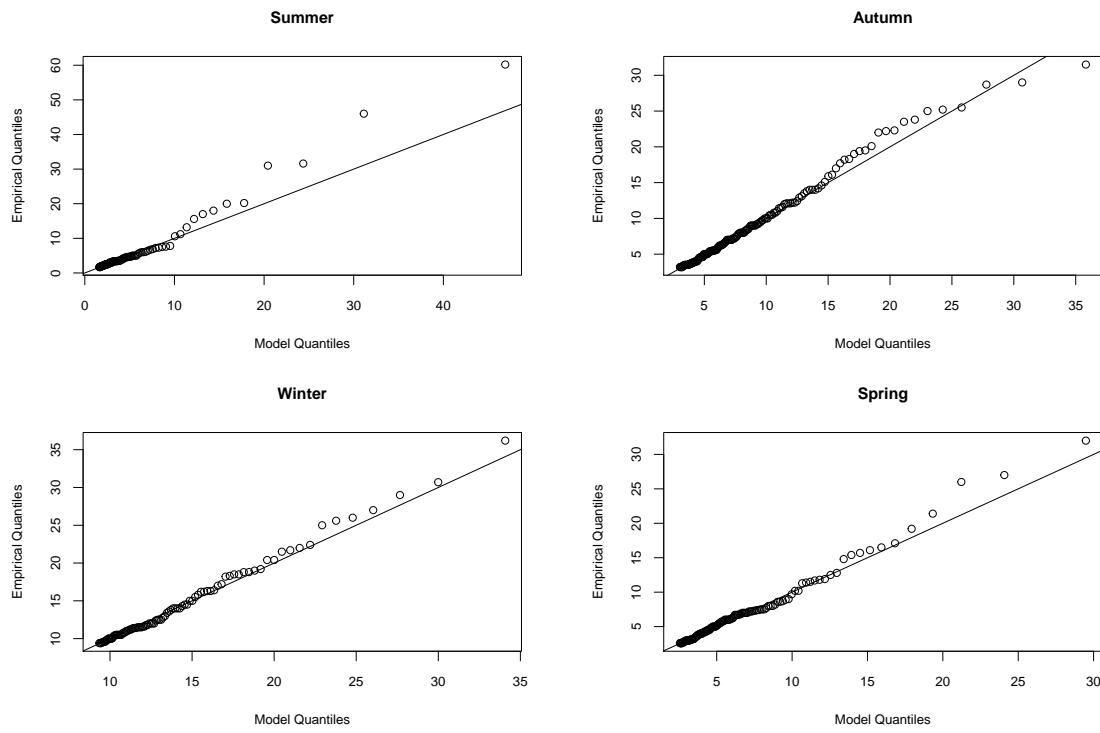 Summer
Empirical Quantiles
0 10 20 30 40 50 60
0 10 20 30 40
Model Quantiles
Autumn
Empirical Quantiles
5 10 15 20 25 30
5 10 15 20 25 30 35
Model Quantiles
Winter
Empirical Quantiles
10 15 20 25 30 35
10 15 20 25 30 35
Model Quantiles
Spring
Empirical Quantiles
5 10 15 20 25 30
5 10 15 20 25 30
Model Quantiles